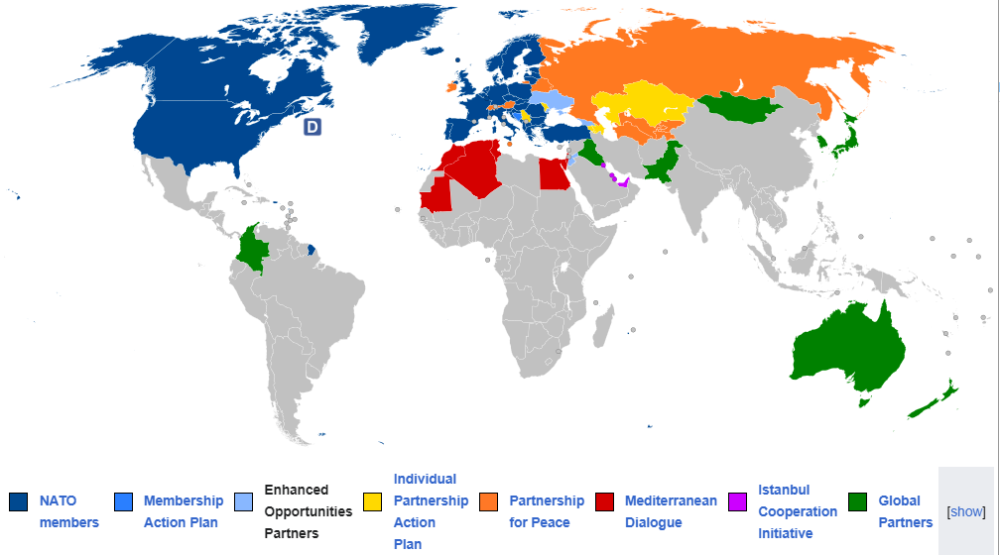 D
NATO
members
Membership
Action Plan
Enhanced
Opportunities
Partners
Individual
Partnership
Action
Plan
Partnership
for Peace
Mediterranean
Dialogue
Istanbul
Cooperation
Initiative
Global
Partners
[show]